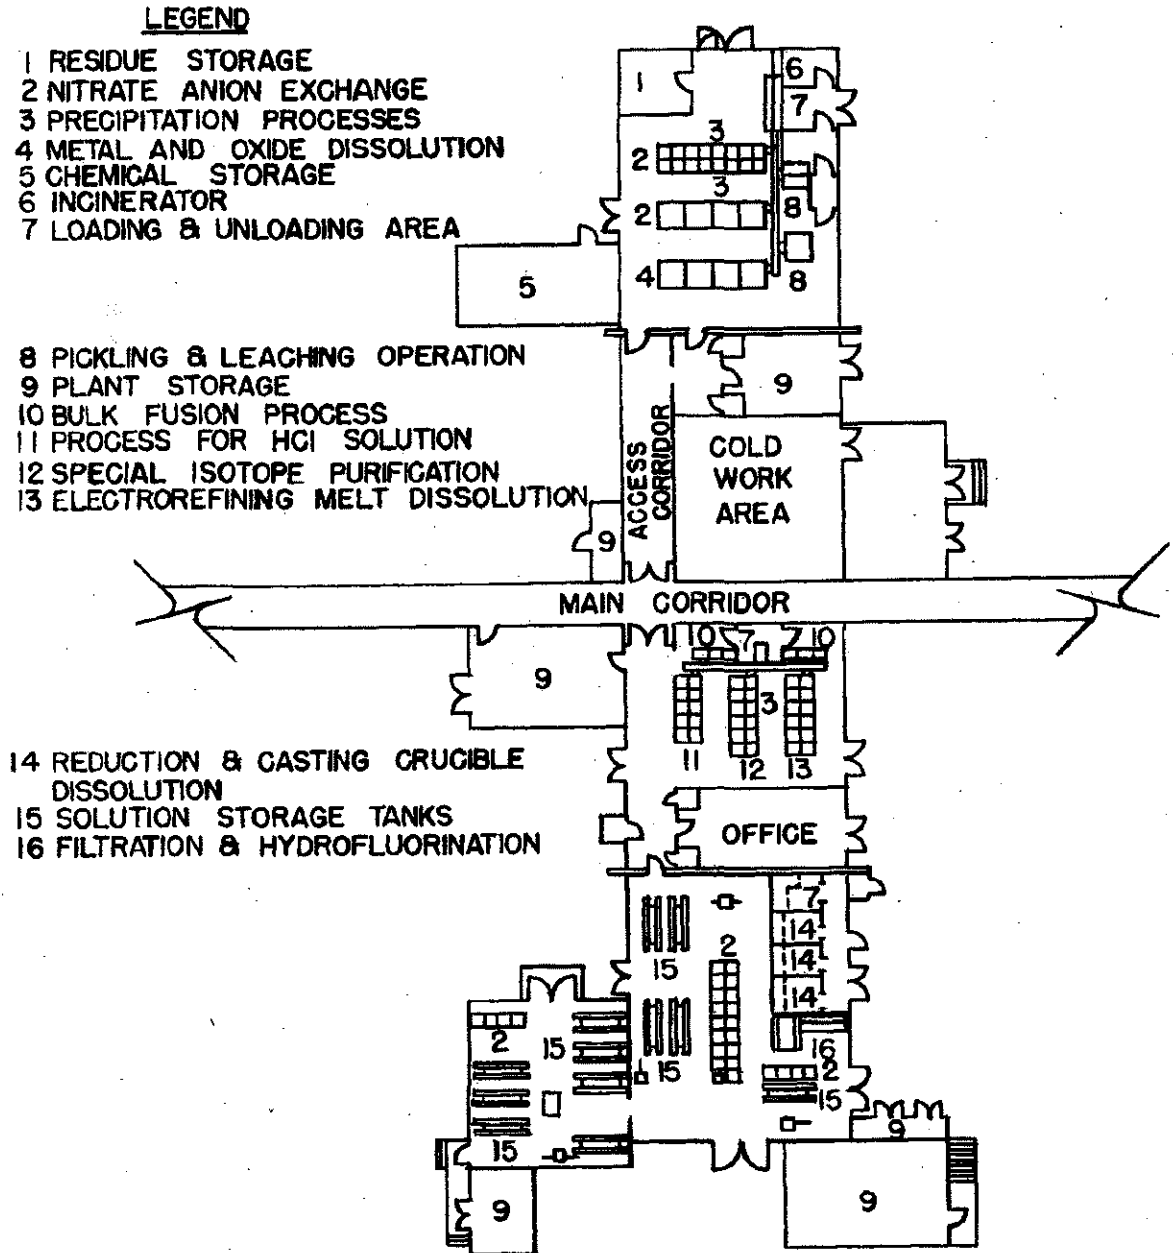 LEGEND
1 RESIDUE STORAGE
2 NITRATE ANION EXCHANGE
3 PRECIPITATION PROCESSES
4 METAL AND OXIDE DISSOLUTION
5 CHEMICAL STORAGE
6 INCINERATOR
7 LOADING & UNLOADING AREA
8 PICKLING & LEACHING OPERATION
9 PLANT STORAGE
10 BULK FUSION PROCESS
11 PROCESS FOR HCl SOLUTION
12 SPECIAL ISOTOPE PURIFICATION
13 ELECTROREFINING MELT DISSOLUTION
14 REDUCTION & CASTING CRUCIBLE
DISSOLUTION
15 SOLUTION STORAGE TANKS
16 FILTRATION & HYDROFLUORINATION
1
6
7
3
2
3
2
8
4
8
5
9
ACCESS
CORRIDOR
COLD
WORK
AREA
9
MAIN CORRIDOR
10 7 7 10
9
3
11 12 13
OFFICE
7
14
2
15
14
14
2
15
15
16
2
15
15
9
9
9